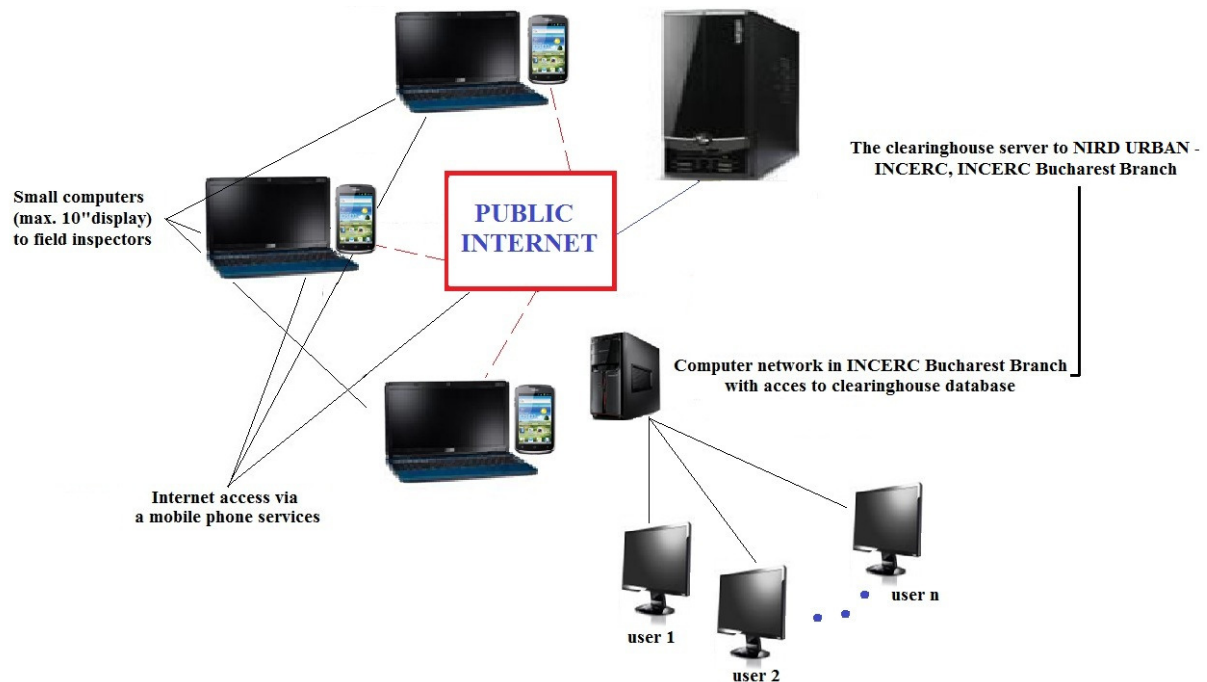 The clearinghouse server to NIRD URBAN -
INCERC, INCERC Bucharest Branch
Small computers
(max. 10"display)
to field inspectors
PUBLIC
INTERNET
Computer network in INCERC Bucharest Branch
with acces to clearinghouse database
Internet access via
a mobile phone services
user n
user 1
user 2